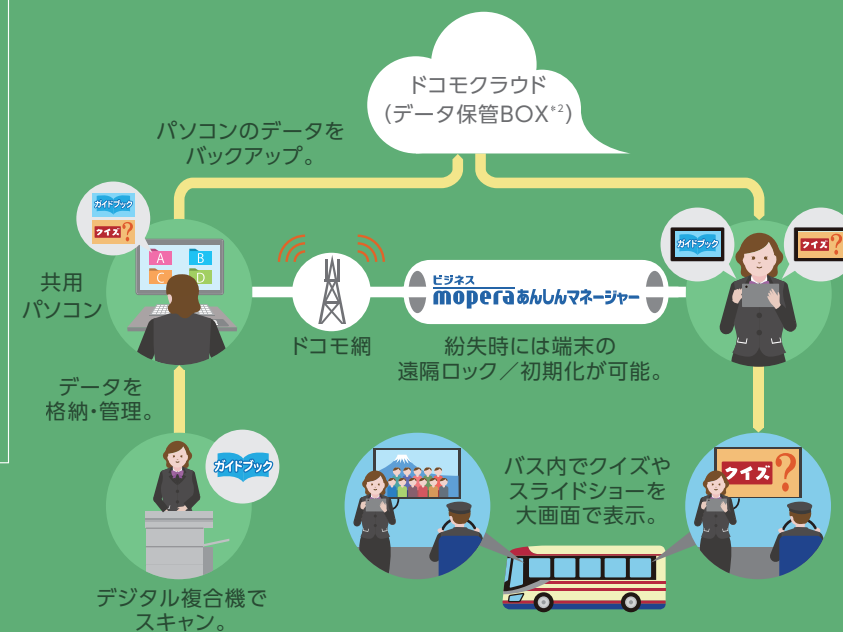 ドコモクラウド
(データ保管BOX*2)
パソコンのデータを
バックアップ。
ガイドブック
クイズ?
A B
C D
共用
パソコン
ドコモ網
ビジネス
moperaあんしんマネージャー
紛失時には端末の
遠隔ロック／初期化が可能。
ガイドブック
クイズ?
データを
格納・管理。
ガイドブック
デジタル複合機で
スキャン。
バス内でクイズや
スライドショーを
大画面で表示。
クイズ?